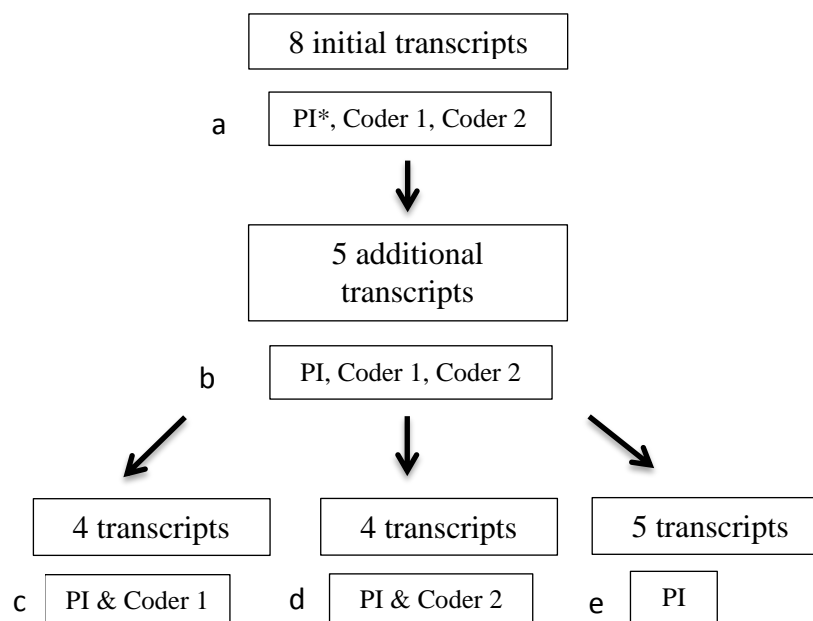 8 initial transcripts
a
PI*, Coder 1, Coder 2
5 additional
transcripts
b
PI, Coder 1, Coder 2
4 transcripts
4 transcripts
5 transcripts
c
PI & Coder 1
d
PI & Coder 2
e
PI